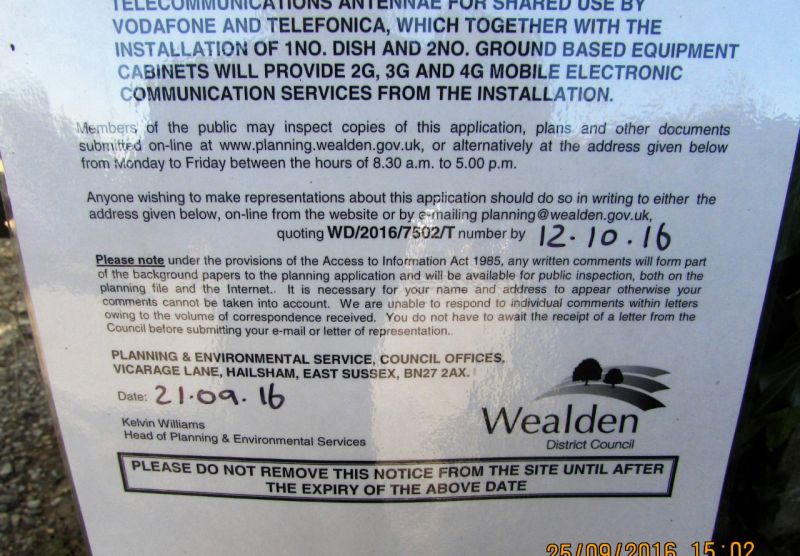 TELECOMMUNICATIONS ANTENNAE FOR SHARED USE BY
VODAFONE AND TELEFONICA, WHICH TOGETHER WITH THE
INSTALLATION OF 1NO. DISH AND 2NO. GROUND BASED EQUIPMENT
CABINETS WILL PROVIDE 2G, 3G AND 4G MOBILE ELECTRONIC
COMMUNICATION SERVICES FROM THE INSTALLATION.
Members of the public may inspect copies of this application, plans and other documents
submitted on-line at www.planning.wealden.gov.uk, or alternatively at the address given below
from Monday to Friday between the hours of 8.30 a.m. to 5.00 p.m.
Anyone wishing to make representations about this application should do so in writing to either the
address given below, on-line from the website or by e-mailing planning@wealden.gov.uk,
quoting WD/2016/7502/T number by 12.10.16
Please note under the provisions of the Access to Information Act 1985, any written comments will form part
of the background papers to the planning application and will be available for public inspection, both on the
planning file and the Internet.. It is necessary for your name and address to appear otherwise your
comments cannot be taken into account. We are unable to respond to individual comments within letters
owing to the volume of correspondence received. You do not have to await the receipt of a letter from the
Council before submitting your e-mail or letter of representation..
PLANNING & ENVIRONMENTAL SERVICE, COUNCIL OFFICES,
VICARAGE LANE, HAILSHAM, EAST SUSSEX, BN27 2AX.
Date: 21.09.16
Kelvin Williams
Head of Planning & Environmental Services
Wealden
District Council
PLEASE DO NOT REMOVE THIS NOTICE FROM THE SITE UNTIL AFTER
THE EXPIRY OF THE ABOVE DATE
25/09/2016 15:02